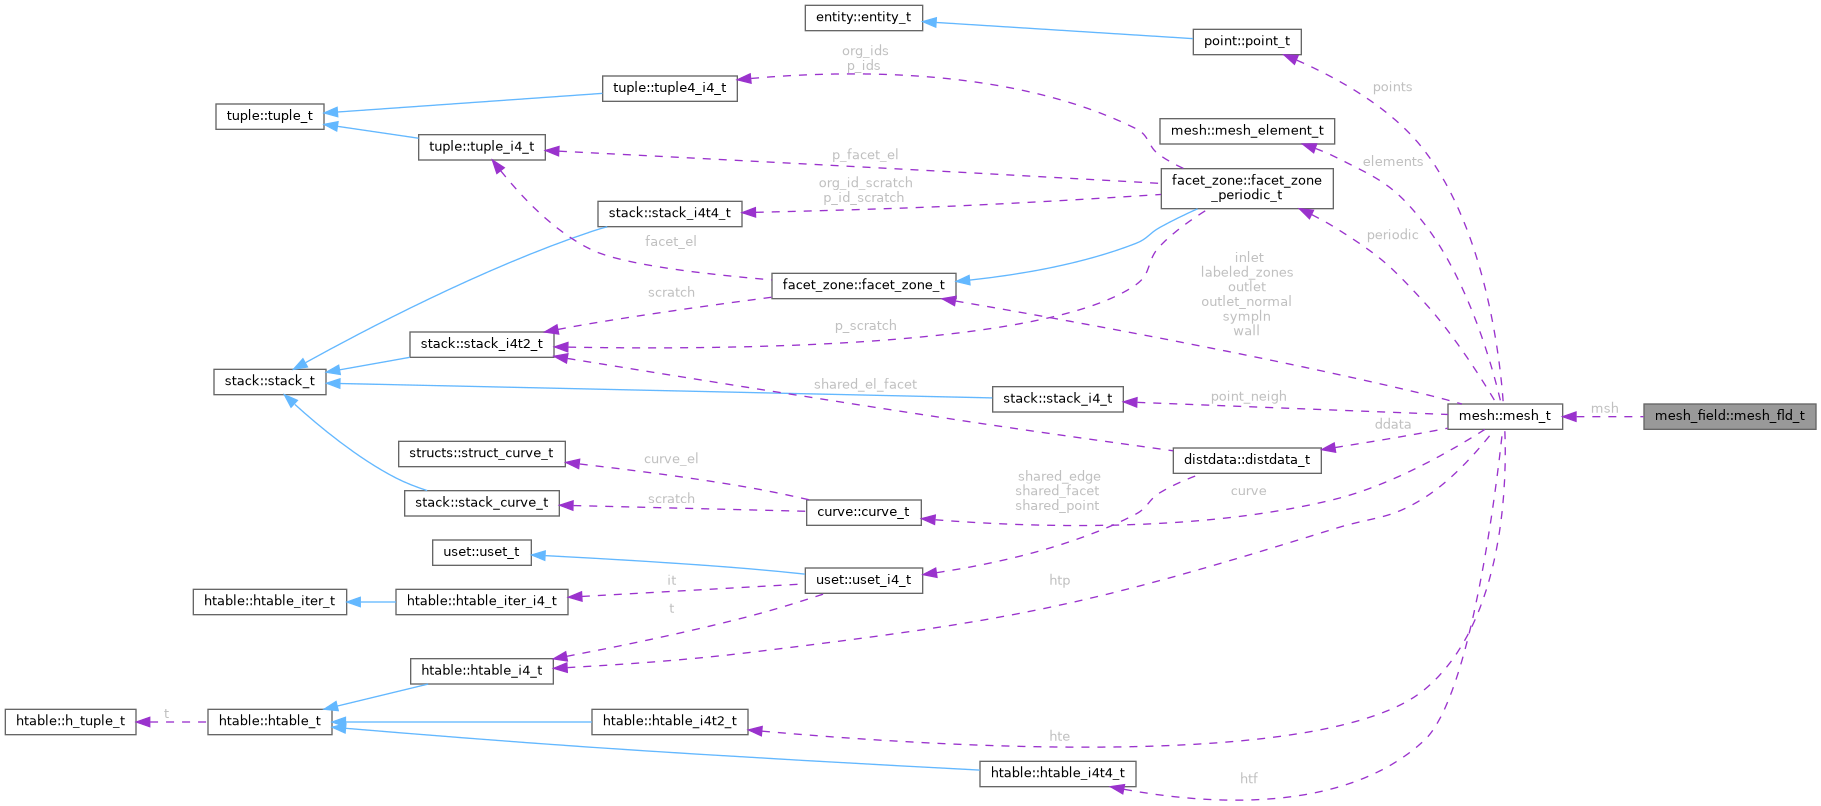 entity::entity_t
point::point_t
org_ids
p_ids
points
tuple::tuple4_i4_t
tuple::tuple_t
mesh::mesh_element_t
tuple::tuple_i4_t
p_facet_el
elements
facet_zone::facet_zone
_periodic_t
org_id_scratch
p_id_scratch
stack::stack_i4t4_t
facet_el
periodic
inlet
labeled_zones
outlet
outlet_normal
sympln
wall
facet_zone::facet_zone_t
scratch
p_scratch
stack::stack_i4t2_t
stack::stack_t
shared_el_facet
stack::stack_i4_t
point_neigh
mesh::mesh_t
msh
mesh_field::mesh_fld_t
ddata
structs::struct_curve_t
curve_el
distdata::distdata_t
shared_edge
shared_facet
shared_point
curve
stack::stack_curve_t
scratch
curve::curve_t
uset::uset_t
uset::uset_i4_t
it
htp
htable::htable_iter_t
htable::htable_iter_i4_t
t
htable::htable_i4_t
htable::h_tuple_t
t
htable::htable_t
htable::htable_i4t2_t
hte
htable::htable_i4t4_t
htf